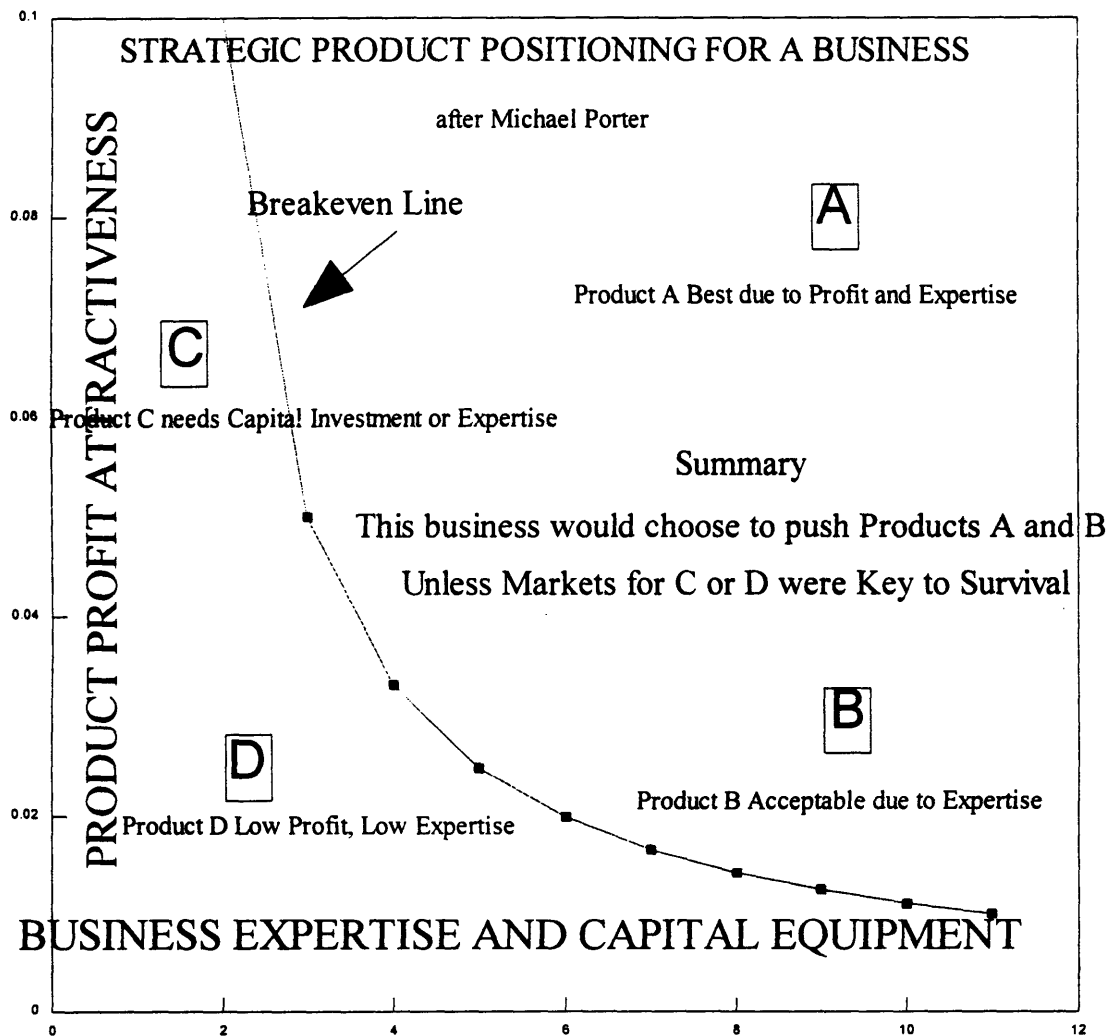 0.1
STRATEGIC PRODUCT POSITIONING FOR A BUSINESS
after Michael Porter
PRODUCT PROFIT ATTRACTIVENESS
Breakeven Line
A
0.08
Product A Best due to Profit and Expertise
C
0.06
Product C needs Capital Investment or Expertise
Summary
This business would choose to push Products A and B
Unless Markets for C or D were Key to Survival
0.04
B
D
Product B Acceptable due to Expertise
0.02
Product D Low Profit, Low Expertise
BUSINESS EXPERTISE AND CAPITAL EQUIPMENT
0
0 2 4 6 8 10 12